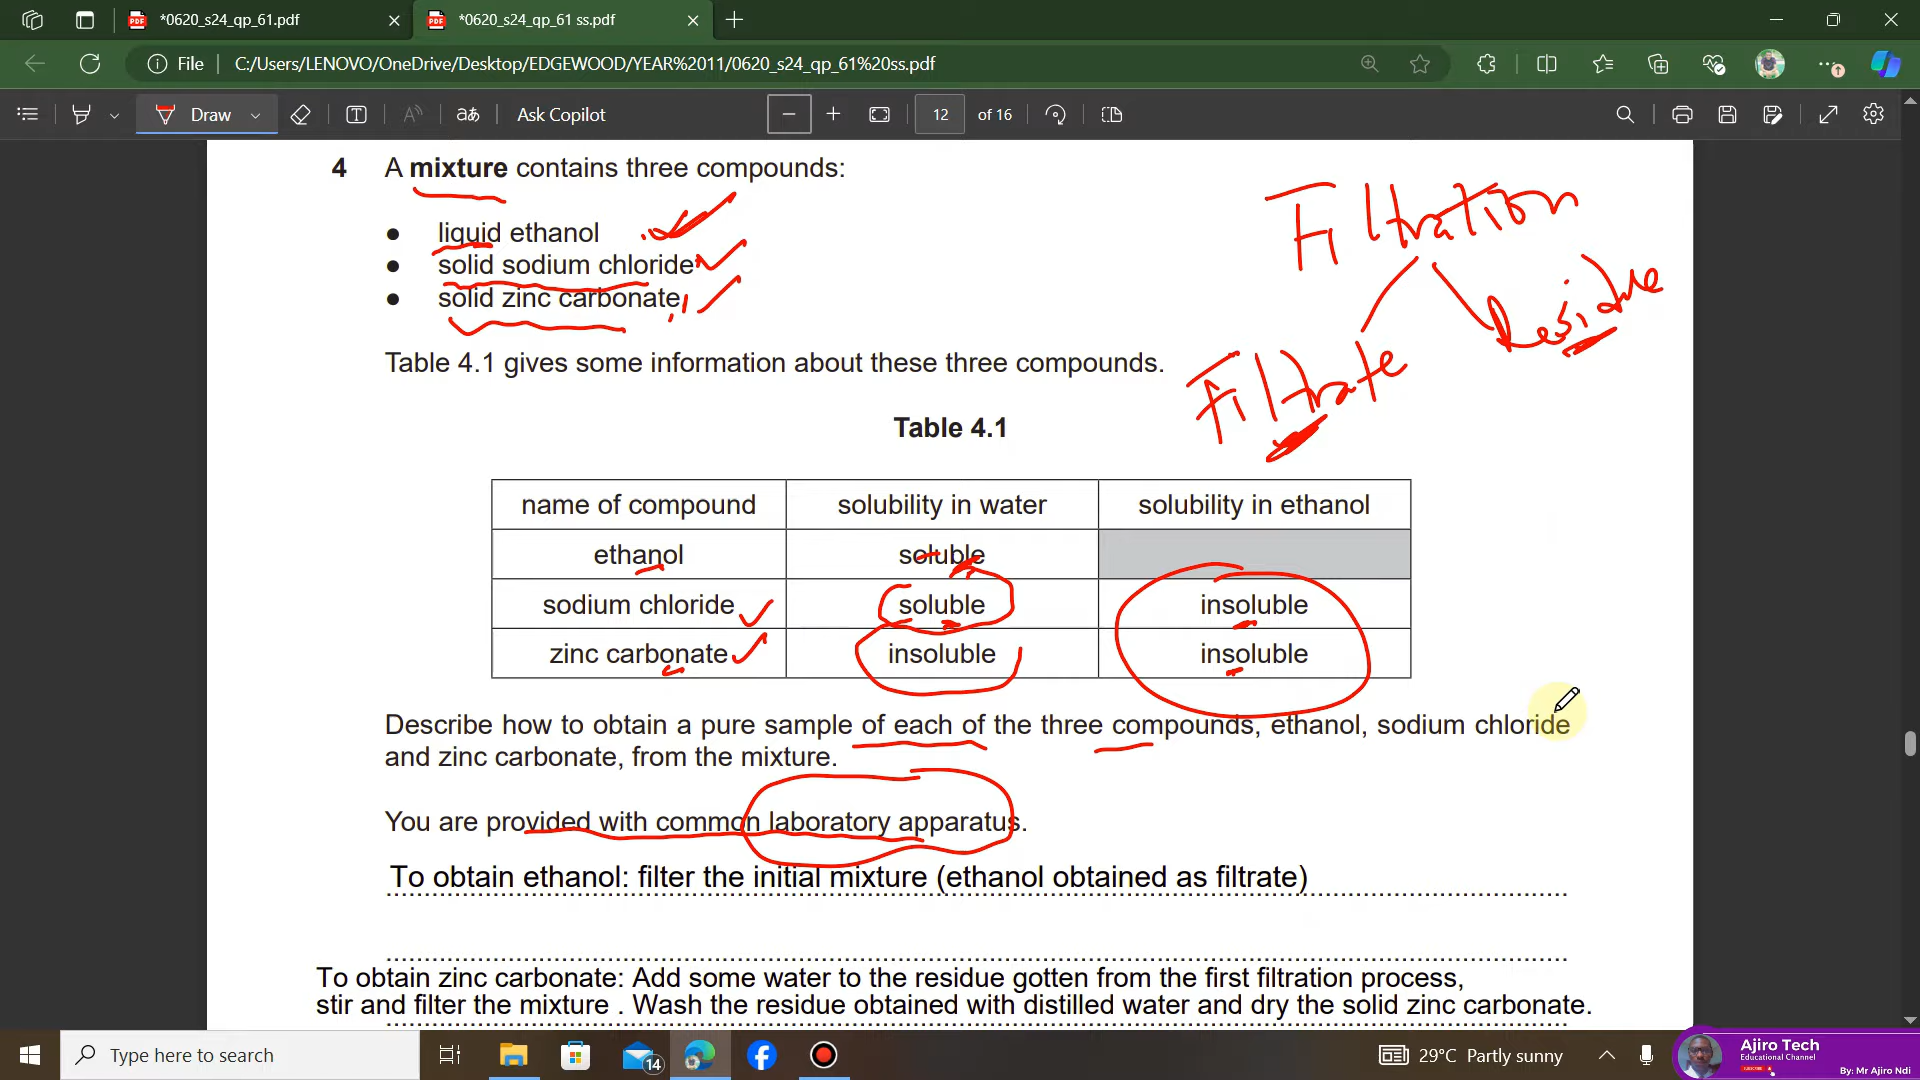 *0620_s24_qp_61.pdf
*0620_s24_qp_61 ss.pdf
File
C:/Users/LENOVO/OneDrive/Desktop/EDGEWOOD/YEAR%2011/0620_s24_qp_61%20ss.pdf
Draw
aあ
Ask Copilot
12 of 16
4 A mixture contains three compounds:
● liquid ethanol
● solid sodium chloride
● solid zinc carbonate
Filtration
Residue
Filtrate
Table 4.1 gives some information about these three compounds.
Table 4.1
name of compound solubility in water solubility in ethanol
ethanol soluble
sodium chloride soluble insoluble
zinc carbonate insoluble insoluble
Describe how to obtain a pure sample of each of the three compounds, ethanol, sodium chloride
and zinc carbonate, from the mixture.
You are provided with common laboratory apparatus.
To obtain ethanol: filter the initial mixture (ethanol obtained as filtrate)
To obtain zinc carbonate: Add some water to the residue gotten from the first filtration process,
stir and filter the mixture . Wash the residue obtained with distilled water and dry the solid zinc carbonate.
Type here to search
14
29°C Partly sunny
Ajiro Tech
Educational Channel
By: Mr Ajiro Ndi